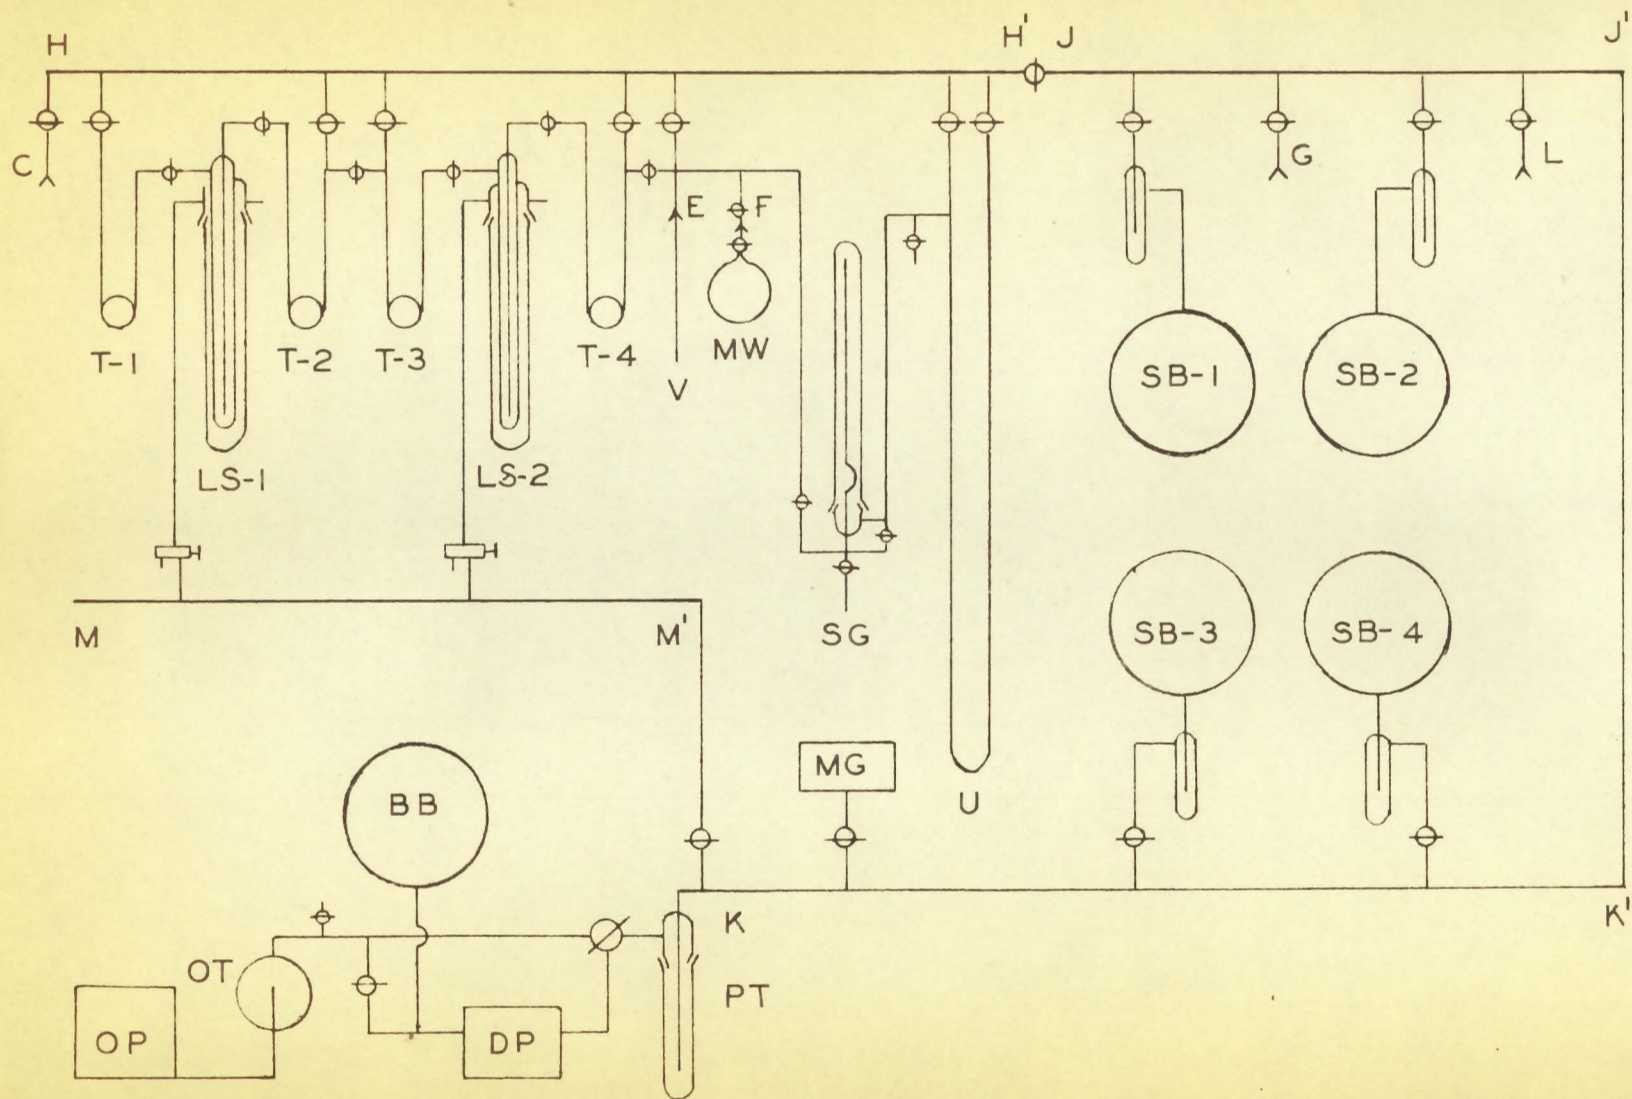 H H' J J'
C G L
E F
T-1 T-2 T-3 T-4 MW
V
SB-1 SB-2
LS-1 LS-2
M M' SG SB-3 SB-4
MG
BB U
K K'
OT
PT
OP DP